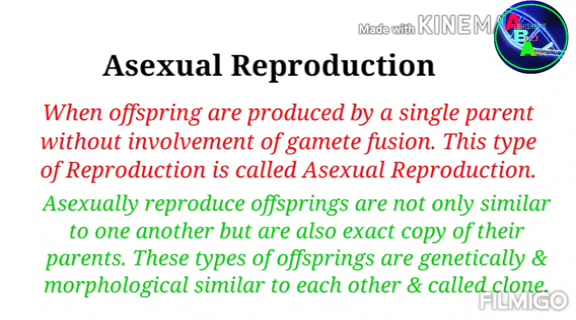 Made with KINEMA
ABA
Asexual Reproduction
When offspring are produced by a single parent
without involvement of gamete fusion. This type
of Reproduction is called Asexual Reproduction.
Asexually reproduce offsprings are not only similar
to one another but are also exact copy of their
parents. These types of offsprings are genetically &
morphological similar to each other & called clone.
FILMIGO